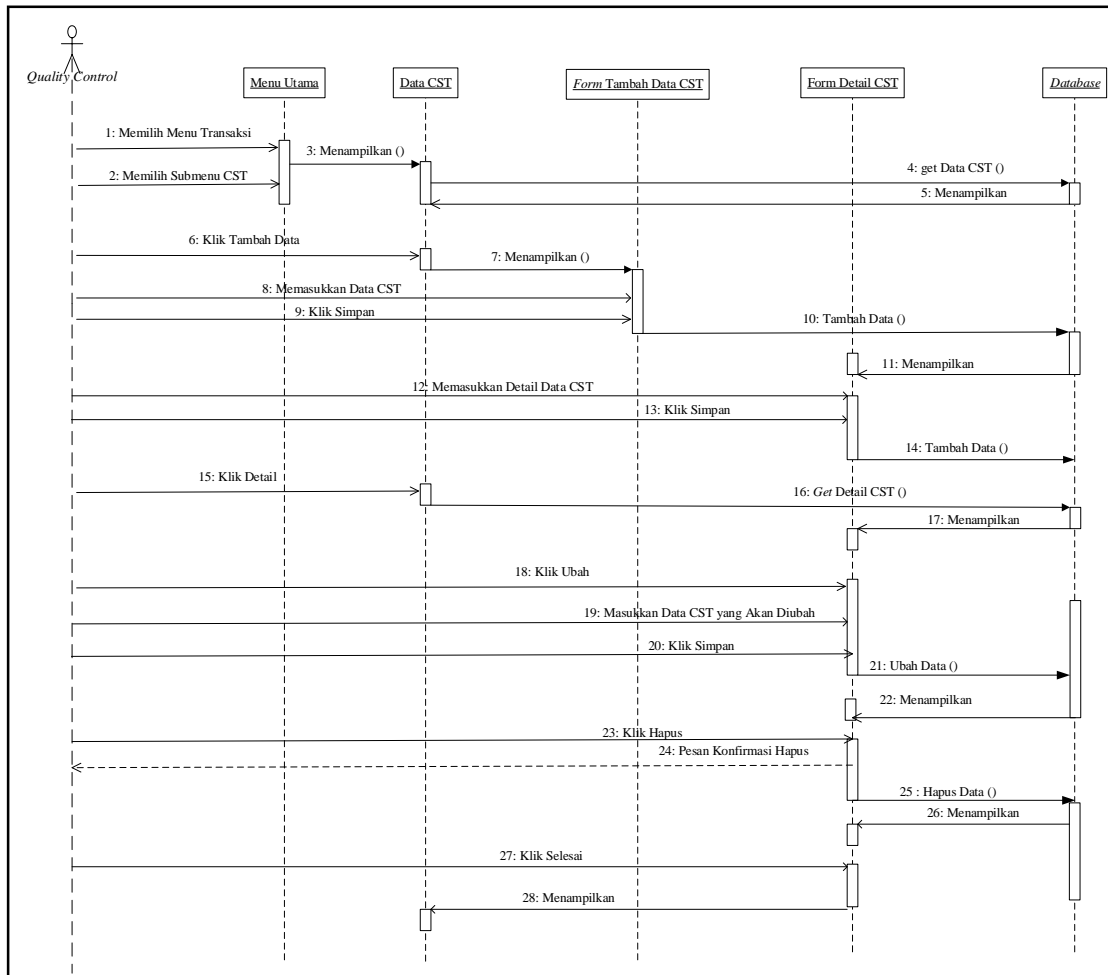 Quality Control
Menu Utama
Data CST
Form Tambah Data CST
Form Detail CST
Database
1: Memilih Menu Transaksi
3: Menampilkan ()
2: Memilih Submenu CST
4: get Data CST ()
5: Menampilkan
6: Klik Tambah Data
7: Menampilkan ()
8: Memasukkan Data CST
9: Klik Simpan
10: Tambah Data ()
11: Menampilkan
12: Memasukkan Detail Data CST
13: Klik Simpan
14: Tambah Data ()
15: Klik Detail
16: Get Detail CST ()
17: Menampilkan
18: Klik Ubah
19: Masukkan Data CST yang Akan Diubah
20: Klik Simpan
21: Ubah Data ()
22: Menampilkan
23: Klik Hapus
24: Pesan Konfirmasi Hapus
25 : Hapus Data ()
26: Menampilkan
27: Klik Selesai
28: Menampilkan